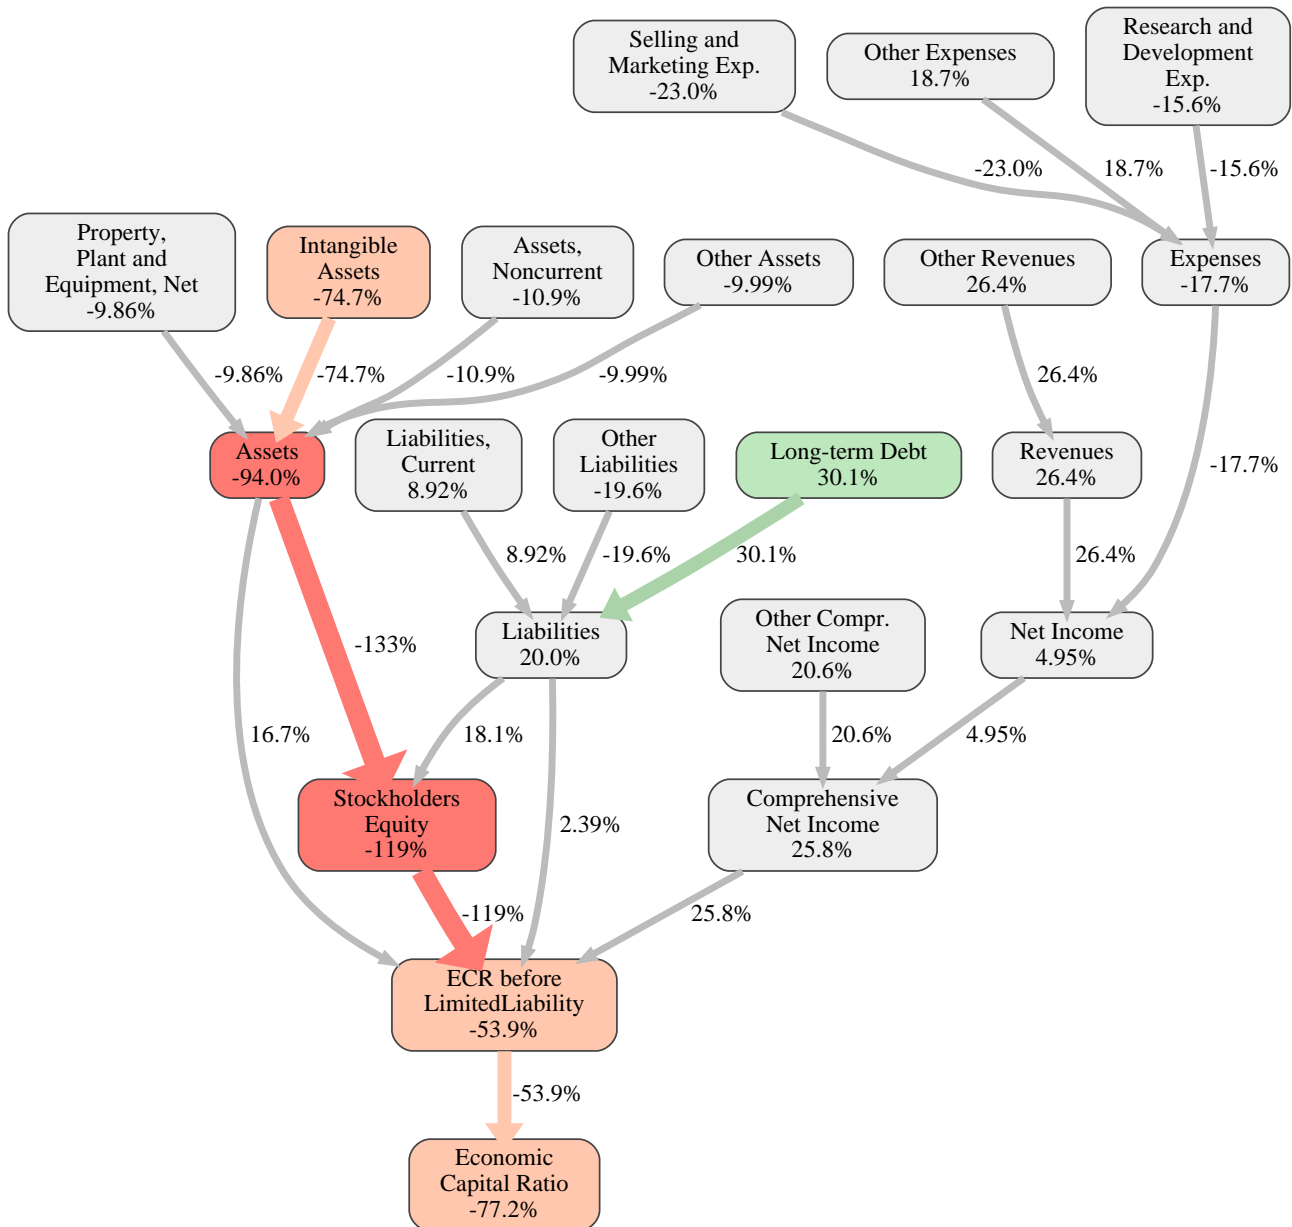 Selling and
Marketing Exp.
-23.0%
Other Expenses
18.7%
Research and
Development
Exp.
-15.6%
-23.0%
18.7%
-15.6%
Property,
Plant and
Equipment, Net
-9.86%
Intangible
Assets
-74.7%
Assets,
Noncurrent
-10.9%
Other Assets
-9.99%
Other Revenues
26.4%
Expenses
-17.7%
-9.86%
-74.7%
-10.9%
-9.99%
26.4%
-17.7%
Assets
-94.0%
Liabilities,
Current
8.92%
Other
Liabilities
-19.6%
Long-term Debt
30.1%
Revenues
26.4%
8.92%
-19.6%
30.1%
26.4%
-133%
Liabilities
20.0%
Other Compr.
Net Income
20.6%
Net Income
4.95%
16.7%
18.1%
20.6%
4.95%
Stockholders
Equity
-119%
2.39%
Comprehensive
Net Income
25.8%
-119%
25.8%
ECR before
LimitedLiability
-53.9%
-53.9%
Economic
Capital Ratio
-77.2%